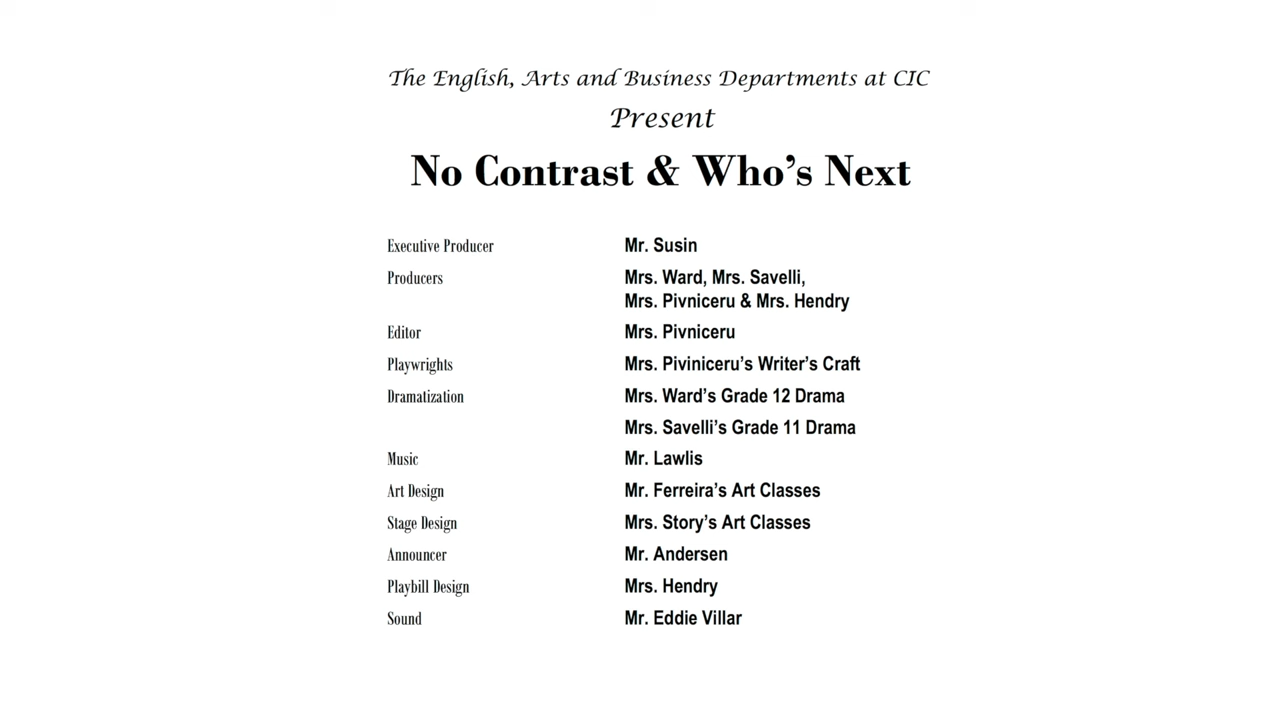 The English, Arts and Business Departments at CIC
Present
No Contrast & Who's Next
Executive Producer Mr. Susin
Producers Mrs. Ward, Mrs. Savelli,
Mrs. Pivniceru & Mrs. Hendry
Editor Mrs. Pivniceru
Playwrights Mrs. Piviniceru's Writer's Craft
Dramatization Mrs. Ward's Grade 12 Drama
Mrs. Savelli's Grade 11 Drama
Music Mr. Lawlis
Art Design Mr. Ferreira's Art Classes
Stage Design Mrs. Story's Art Classes
Announcer Mr. Andersen
Playbill Design Mrs. Hendry
Sound Mr. Eddie Villar